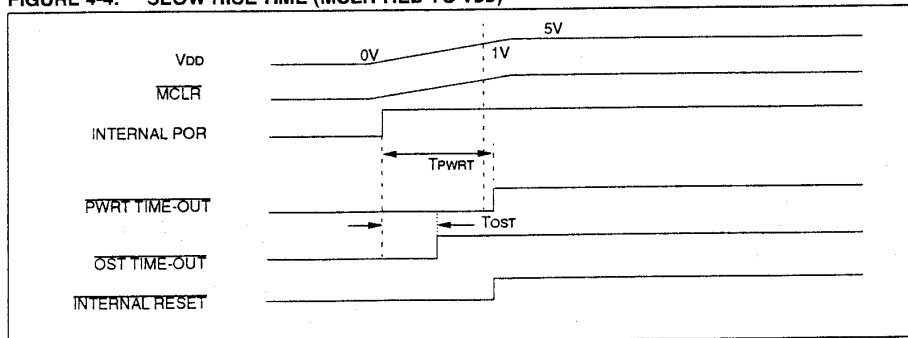 FIGURE 4-4: SLOW RISE TIME (MCLR TIED TO VDD)
5V
0V
1V
VDD
MCLR
INTERNAL POR
TPWRT
PWRT TIME-OUT
TOST
OST TIME-OUT
INTERNAL RESET